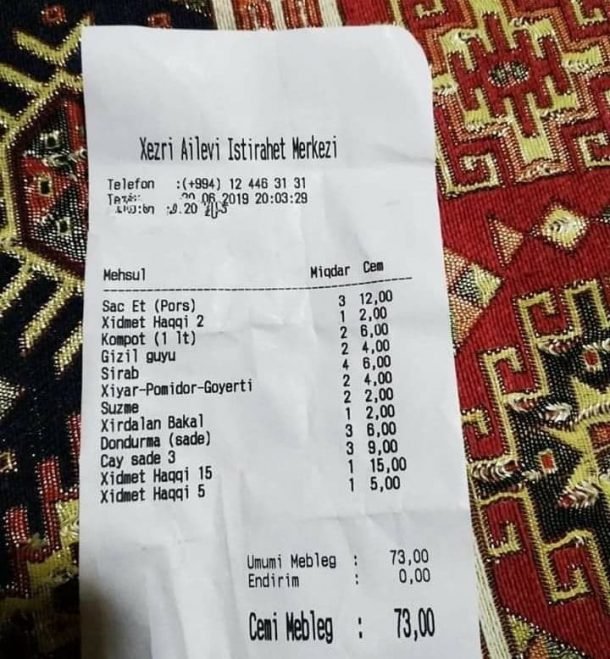 Xezri Ailevi Istirahet Merkezi
Telefon :(+994) 12 446 31 31
06 2019 20:03:29
Mehsul Miqdar Cem
Sac Et (Pors) 3 12,00
Xidmet Haqqi 2 1 2,00
Kompot (1 lt) 2 6,00
Gizil guyu 2 4,00
Sirab 4 6,00
Xiyar-Pomidor-Goyerti 2 4,00
Suzme 2 2,00
Xirdalan Bakal 1 2,00
Dondurma (sade) 3 6,00
Cay sade 3 3 9,00
Xidmet Haqqi 15 1 15,00
Xidmet Haqqi 5 1 5,00
Umumi Mebleg : 73,00
Endirim : 0,00
Cemi Mebleg : 73,00